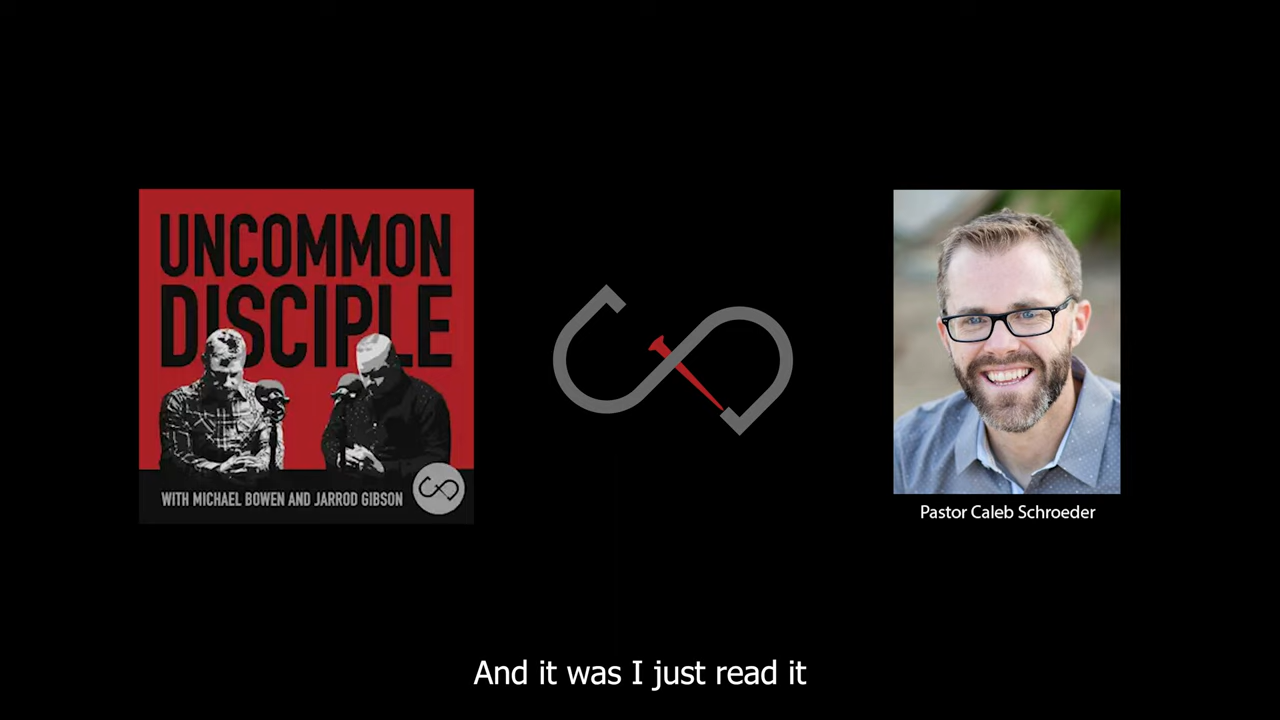 UNCOMMON
DISCIPLE
WITH MICHAEL BOWEN AND JARROD GIBSON
Pastor Caleb Schroeder
And it was I just read it